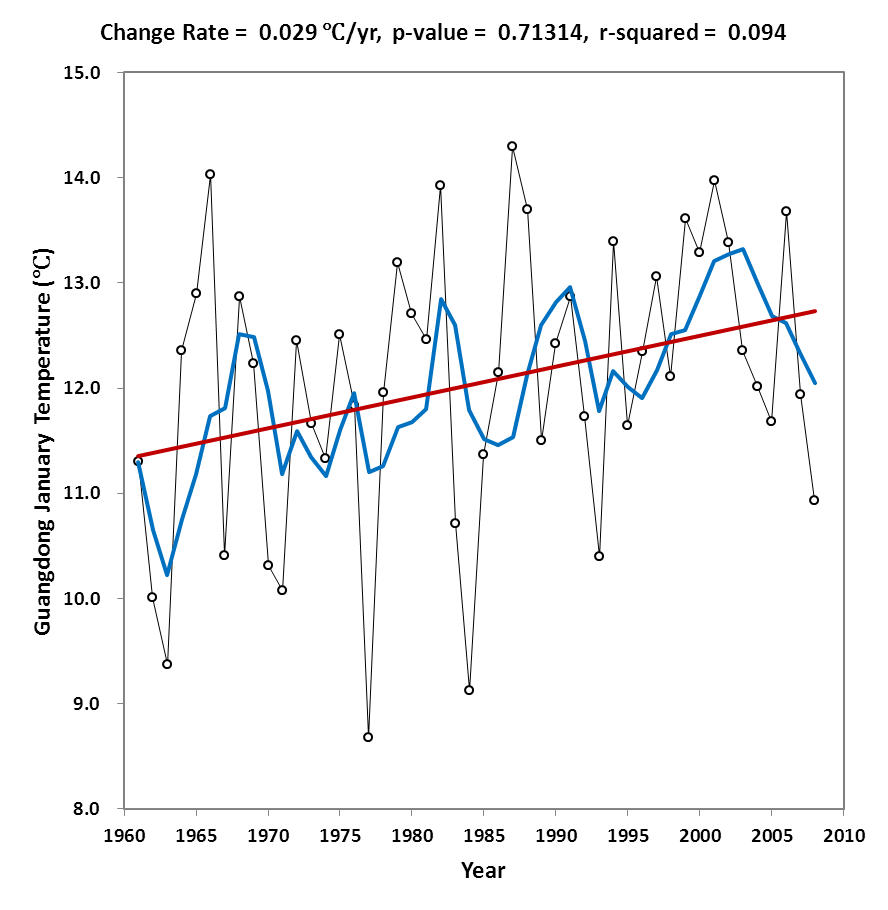 Change Rate = 0.029 °C/yr, p-value = 0.71314, r-squared = 0.094
15.0
14.0
13.0
12.0
11.0
10.0
9.0
8.0
Guangdong January Temperature (°C)
1960 1965 1970 1975 1980 1985 1990 1995 2000 2005 2010
Year